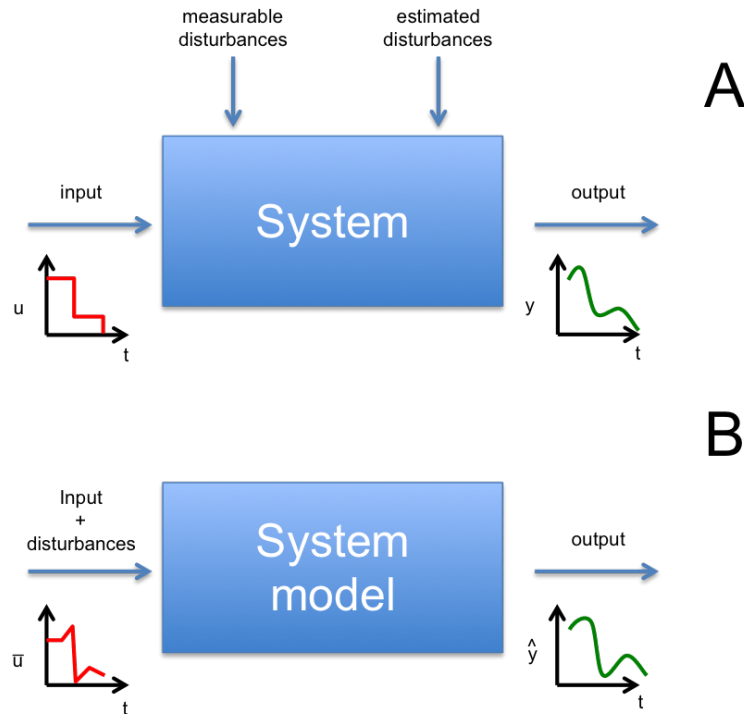 measurable
disturbances
estimated
disturbances
A
input
System
output
u
t
y
t
B
Input
+
disturbances
System
model
output
u̅
t
ŷ
t